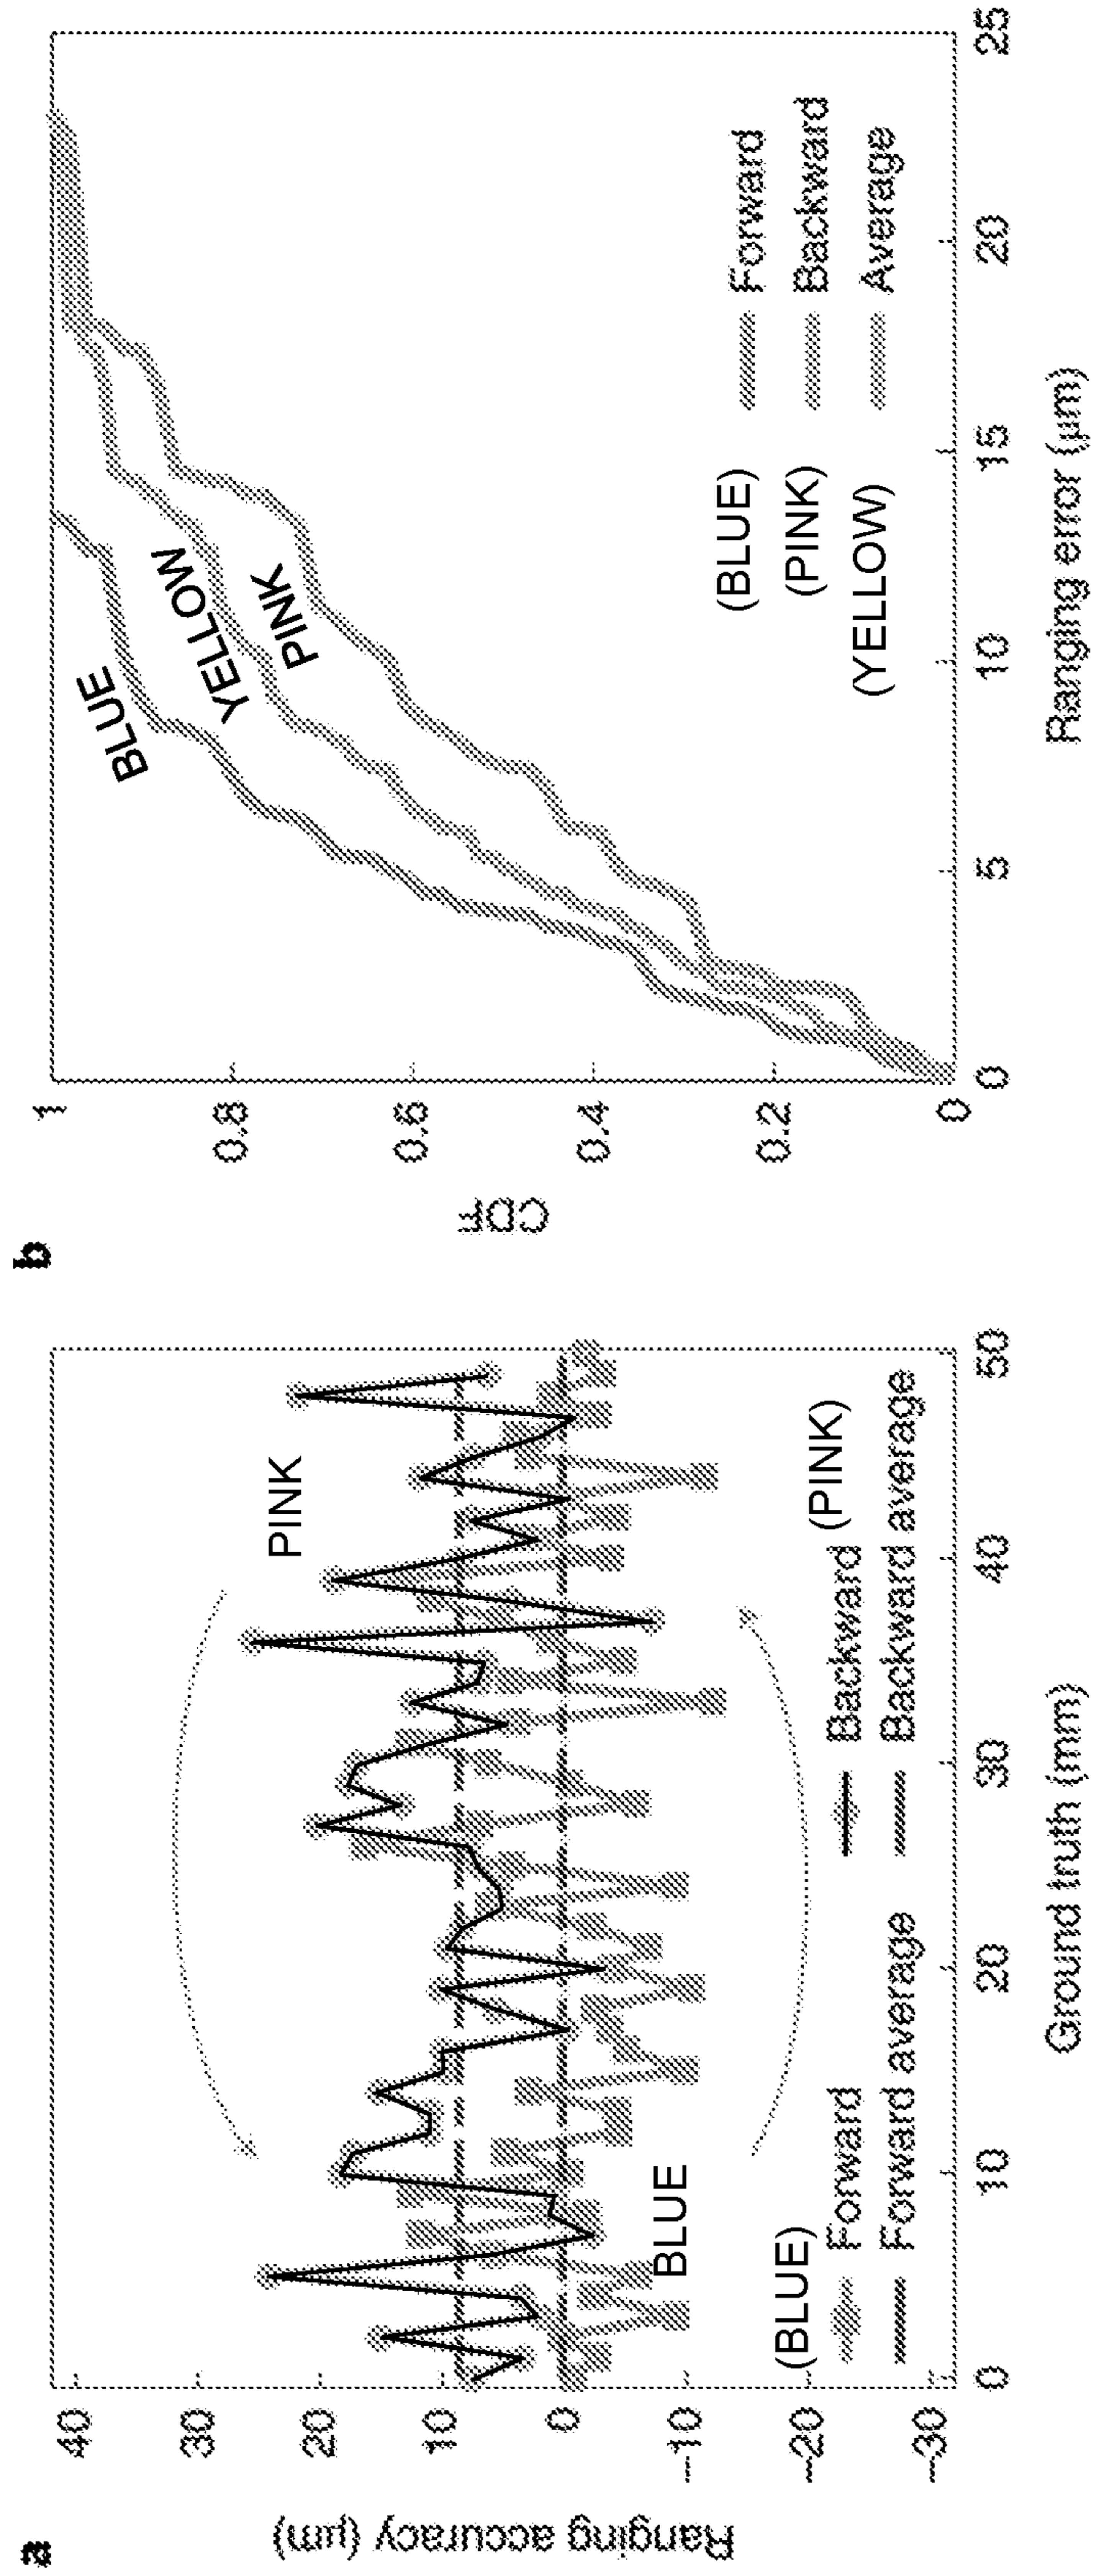 a
Ranging accuracy (μm)
40
30
20
10
0
−10
−20
−30
PINK
BLUE
(BLUE)
Forward
Backward (PINK)
Forward average
Backward average
0 10 20 30 40 50
Ground truth (mm)
b
CDF
1
0.8
0.6
0.4
0.2
0
BLUE
YELLOW
PINK
(BLUE) Forward
(PINK) Backward
(YELLOW) Average
0 5 10 15 20 25
Ranging error (μm)